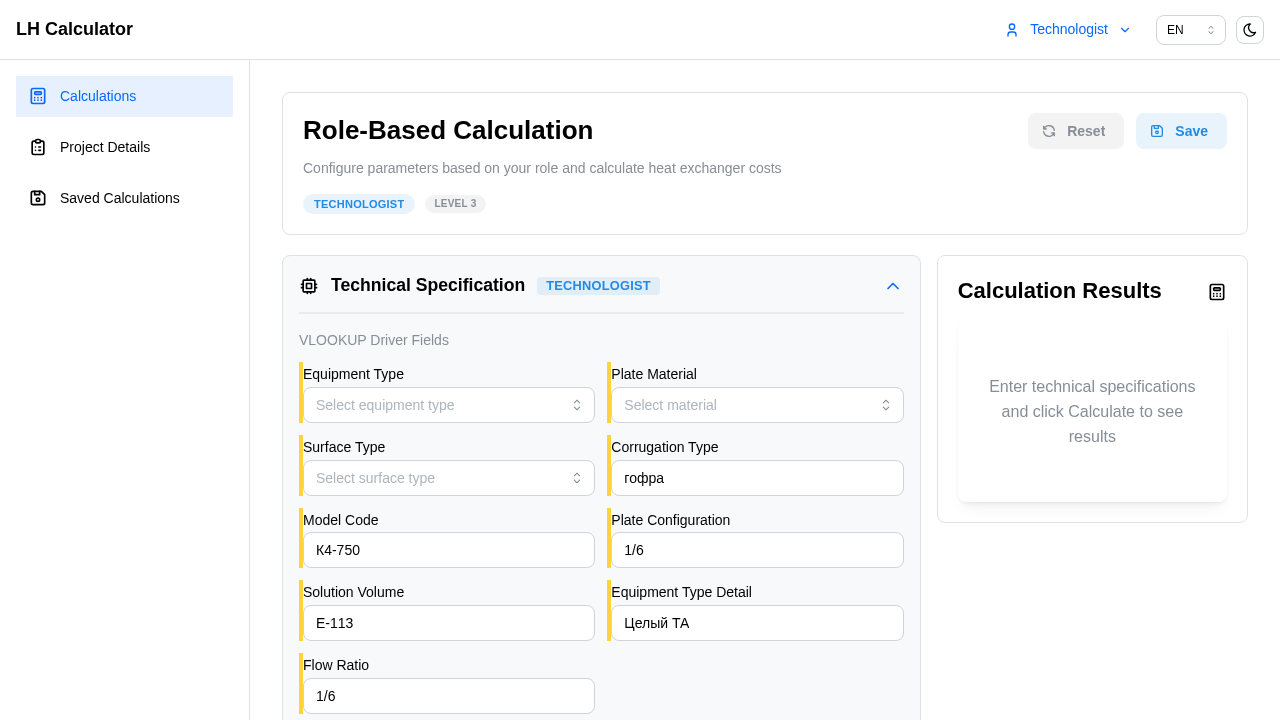 LH Calculator
Technologist
EN
Calculations
Project Details
Saved Calculations
Role-Based Calculation
Reset
Save
Configure parameters based on your role and calculate heat exchanger costs
TECHNOLOGIST
LEVEL 3
Technical Specification
TECHNOLOGIST
VLOOKUP Driver Fields
Equipment Type
Plate Material
Select equipment type
Select material
Surface Type
Corrugation Type
Select surface type
гофра
Model Code
Plate Configuration
К4-750
1/6
Solution Volume
Equipment Type Detail
Е-113
Целый ТА
Flow Ratio
1/6
Calculation Results
Enter technical specifications
and click Calculate to see
results